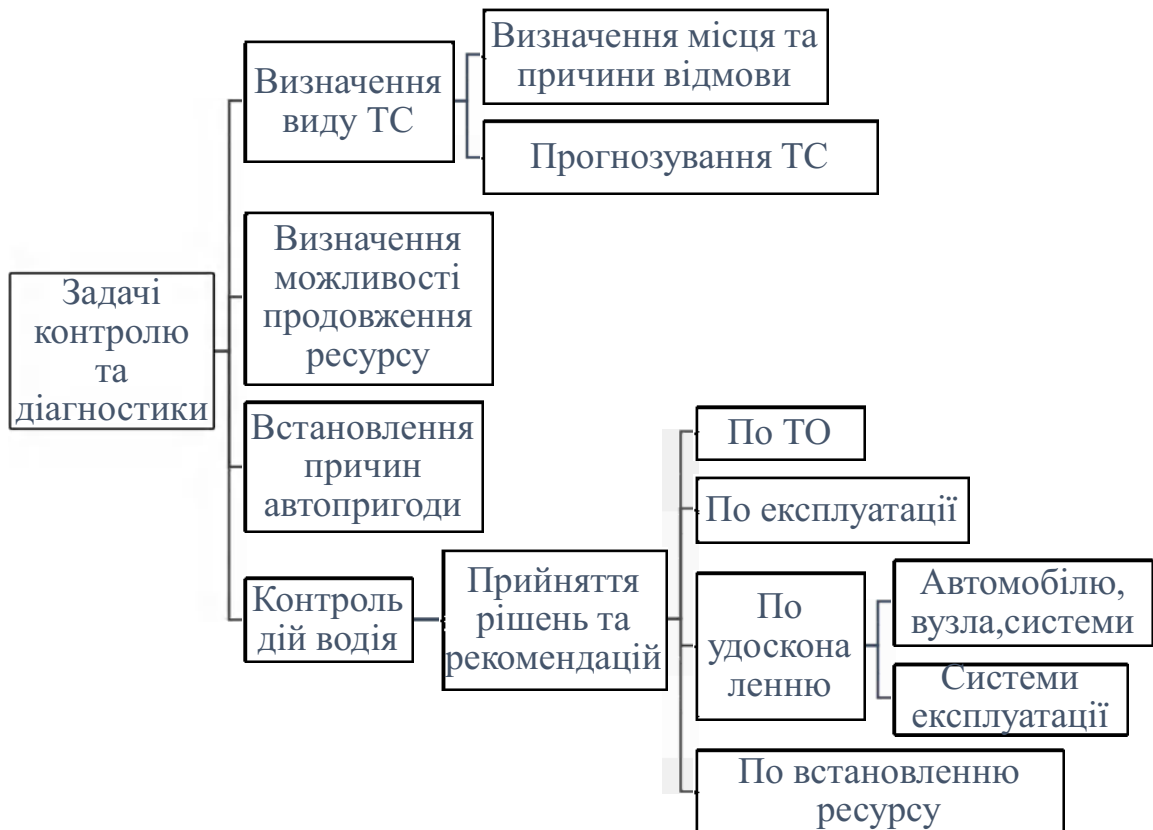 Визначення місця та
причини відмови
Визначення
виду ТС
Прогнозування ТС
Визначення
можливості
продовження
ресурсу
Задачі
контролю
та
діагностики
Встановлення
причин
автопригоди
Контроль
дій водія
Прийняття
рішень та
рекомендацій
По ТО
По експлуатації
По
удоскона
ленню
Автомобілю,
вузла,системи
Системи
експлуатації
По встановленню
ресурсу